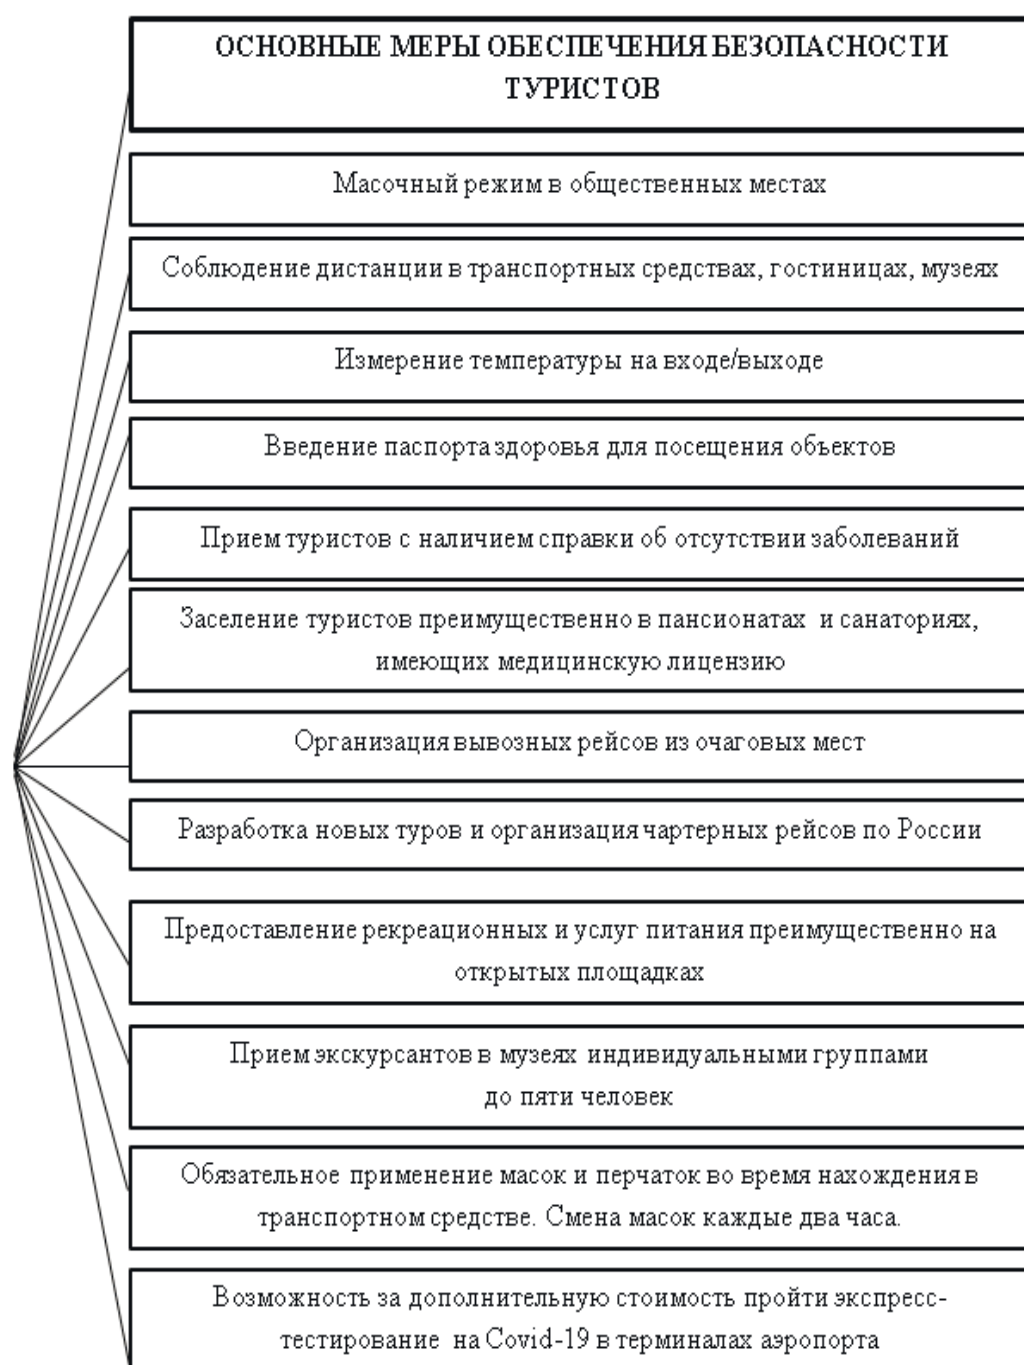 ОСНОВНЫЕ МЕРЫ ОБЕСПЕЧЕНИЯ БЕЗОПАСНОСТИ
ТУРИСТОВ
Масочный режим в общественных местах
Соблюдение дистанции в транспортных средствах, гостиницах, музеях
Измерение температуры на входе/выходе
Введение паспорта здоровья для посещения объектов
Прием туристов с наличием справки об отсутствии заболеваний
Заселение туристов преимущественно в пансионатах и санаториях,
имеющих медицинскую лицензию
Организация вывозных рейсов из очаговых мест
Разработка новых туров и организация чартерных рейсов по России
Предоставление рекреационных и услуг питания преимущественно на
открытых площадках
Прием экскурсантов в музеях индивидуальными группами
до пяти человек
Обязательное применение масок и перчаток во время нахождения в
транспортном средстве. Смена масок каждые два часа.
Возможность за дополнительную стоимость пройти экспресс-
тестирование на Covid-19 в терминалах аэропорта